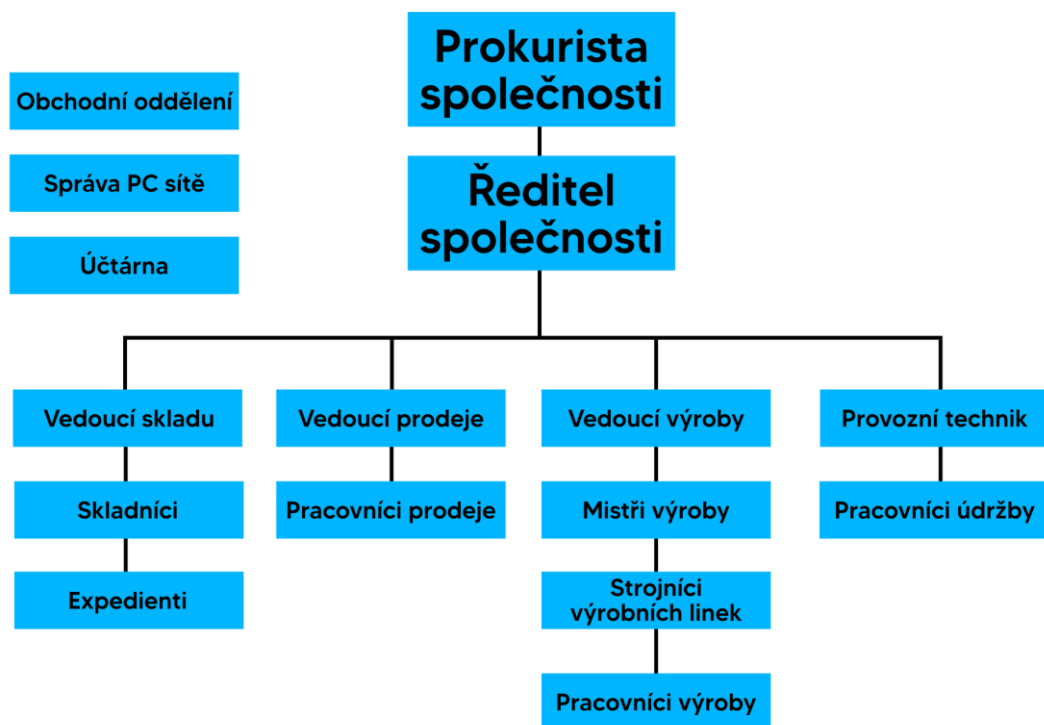 Prokurista
společnosti
Obchodní oddělení
Správa PC sítě
Ředitel
společnosti
Účtárna
Vedoucí skladu
Vedoucí prodeje
Vedoucí výroby
Provozní technik
Skladníci
Pracovníci prodeje
Mistři výroby
Pracovníci údržby
Expedienti
Strojníci
výrobních linek
Pracovníci výroby